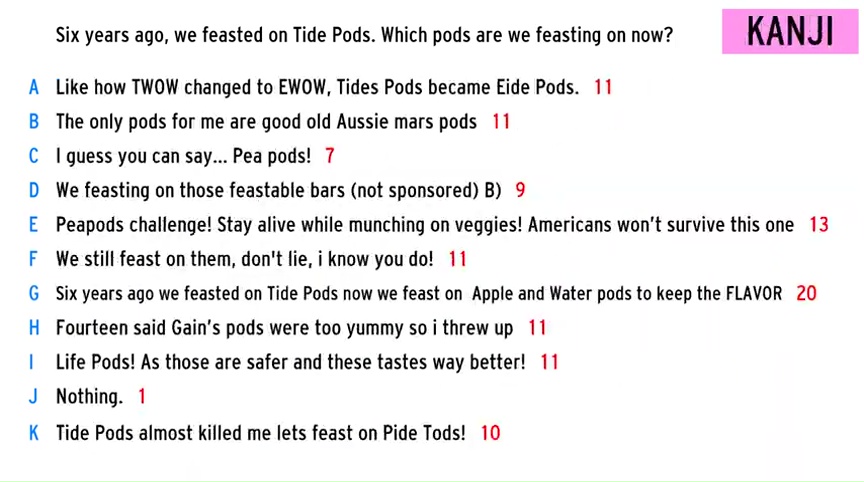 Six years ago, we feasted on Tide Pods. Which pods are we feasting on now?
KANJI
A Like how TWOW changed to EWOW, Tides Pods became Eide Pods. 11
B The only pods for me are good old Aussie mars pods 11
C I guess you can say... Pea pods! 7
D We feasting on those feastable bars (not sponsored) B) 9
E Peapods challenge! Stay alive while munching on veggies! Americans won't survive this one 13
F We still feast on them, don't lie, i know you do! 11
G Six years ago we feasted on Tide Pods now we feast on Apple and Water pods to keep the FLAVOR 20
H Fourteen said Gain's pods were too yummy so i threw up 11
I Life Pods! As those are safer and these tastes way better! 11
J Nothing. 1
K Tide Pods almost killed me lets feast on Pide Tods! 10